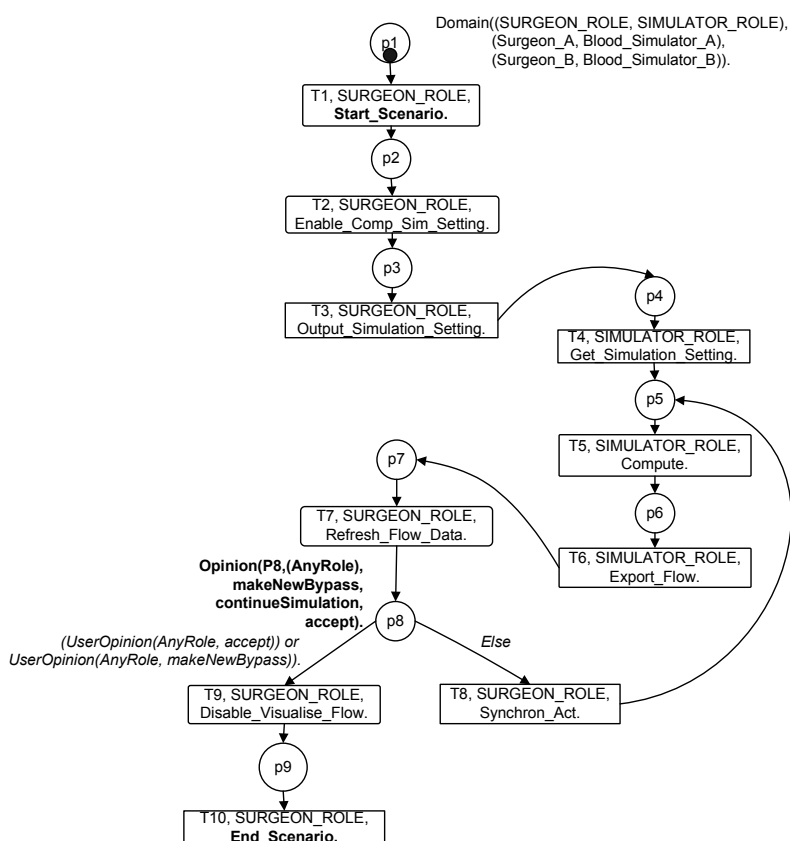 p1
Domain((SURGEON_ROLE, SIMULATOR_ROLE),
(Surgeon_A, Blood_Simulator_A),
(Surgeon_B, Blood_Simulator_B)).
T1, SURGEON_ROLE,
Start_Scenario.
p2
T2, SURGEON_ROLE,
Enable_Comp_Sim_Setting.
p3
T3, SURGEON_ROLE,
Output_Simulation_Setting.
p4
T4, SIMULATOR_ROLE,
Get_Simulation_Setting.
p5
T5, SIMULATOR_ROLE,
Compute.
p6
T6, SIMULATOR_ROLE,
Export_Flow.
p7
T7, SURGEON_ROLE,
Refresh_Flow_Data.
Opinion(P8,(AnyRole),
makeNewBypass,
continueSimulation,
accept).
p8
(UserOpinion(AnyRole, accept)) or
UserOpinion(AnyRole, makeNewBypass)).
Else
T9, SURGEON_ROLE,
Disable_Visualise_Flow.
T8, SURGEON_ROLE,
Synchron_Act.
p9
T10, SURGEON_ROLE,
End_Scenario.